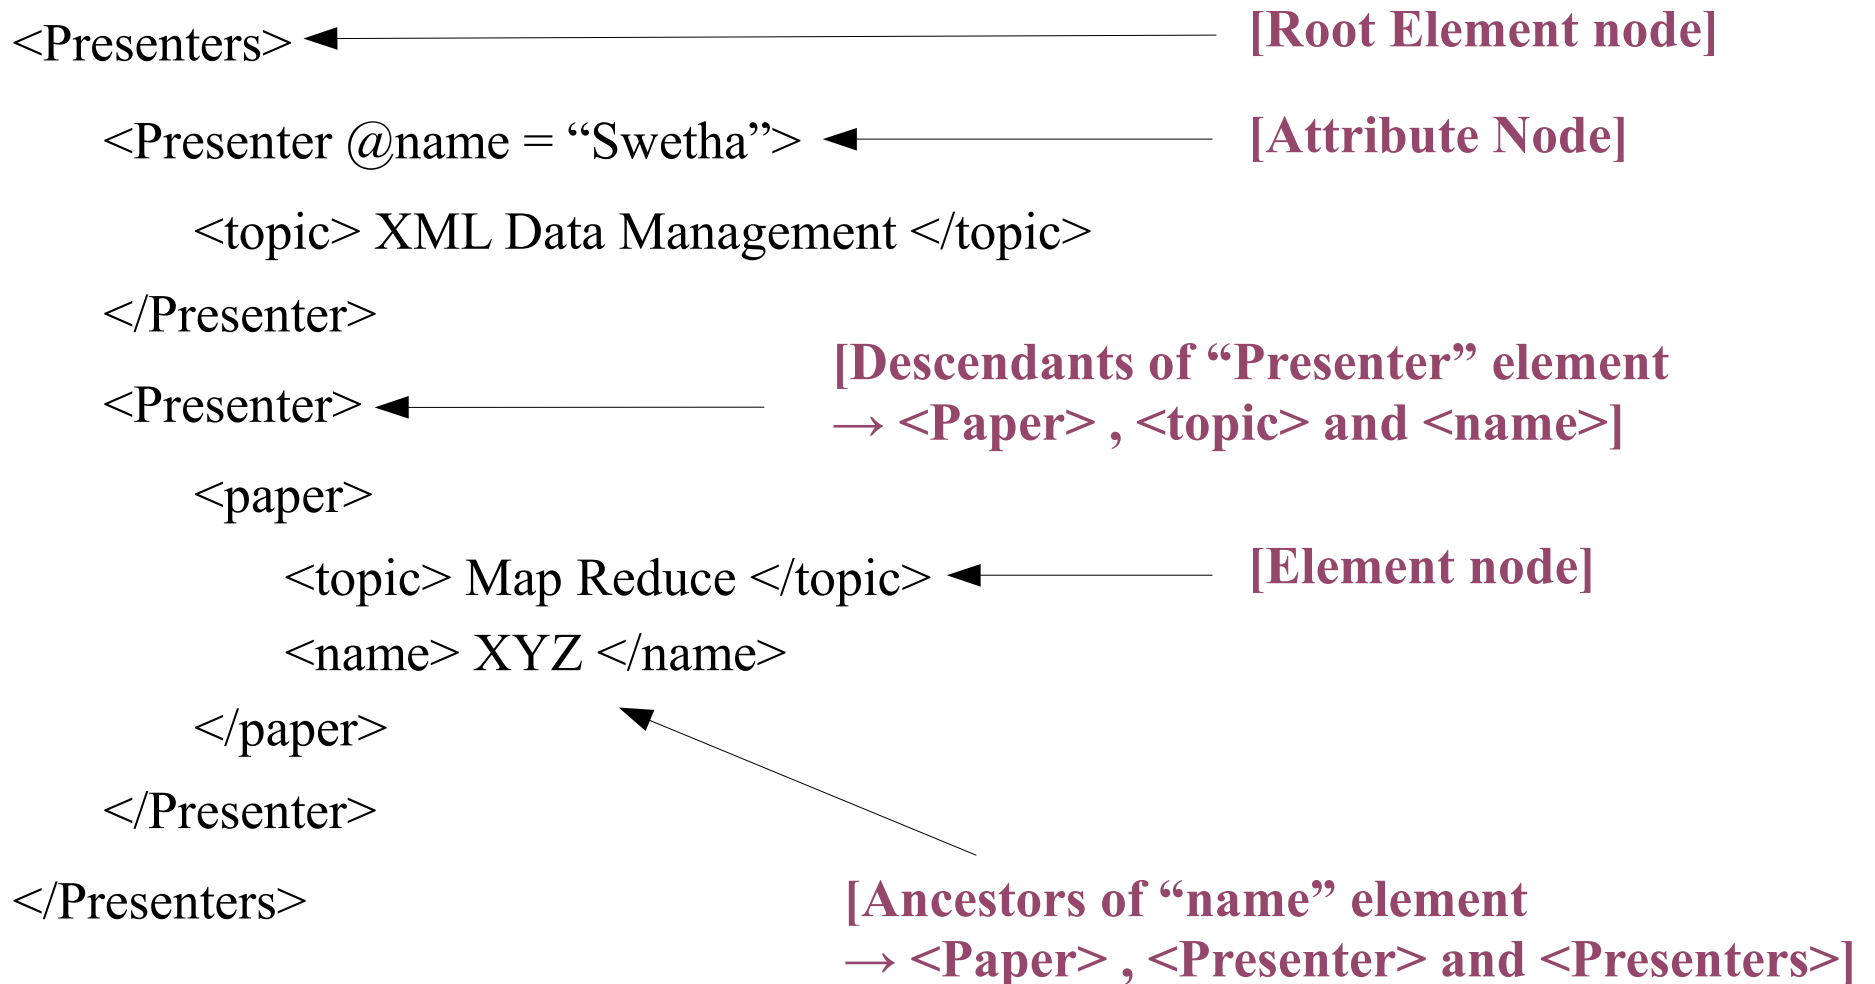 <Presenters> [Root Element node]
<Presenter @name = “Swetha”> [Attribute Node]
<topic> XML Data Management </topic>
</Presenter>
[Descendants of “Presenter” element
<Presenter>
→ <Paper> , <topic> and <name>]
<paper>
<topic> Map Reduce </topic> [Element node]
<name> XYZ </name>
</paper>
</Presenter>
</Presenters>
[Ancestors of “name” element
→ <Paper> , <Presenter> and <Presenters>]